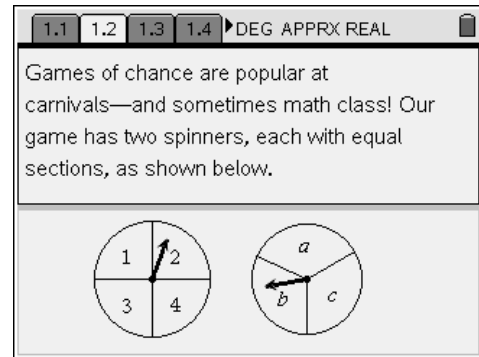 1.1 1.2 1.3 1.4 DEG APPRX REAL
Games of chance are popular at
carnivals—and sometimes math class! Our
game has two spinners, each with equal
sections, as shown below.
1 2 a
3 4 b c